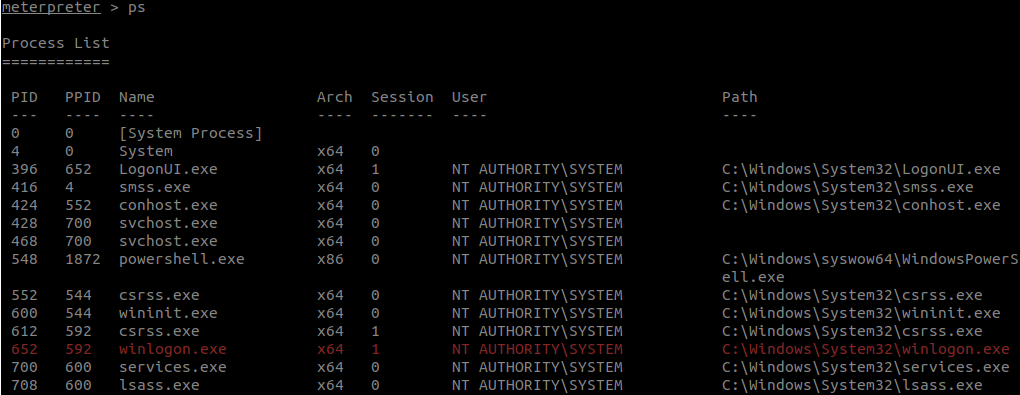 meterpreter > ps
Process List
============
PID PPID Name Arch Session User Path
--- ---- ---- ---- ------- ---- ----
0 0 [System Process]
4 0 System x64 0
396 652 LogonUI.exe x64 1 NT AUTHORITY\SYSTEM C:\Windows\System32\LogonUI.exe
416 4 smss.exe x64 0 NT AUTHORITY\SYSTEM C:\Windows\System32\smss.exe
424 552 conhost.exe x64 0 NT AUTHORITY\SYSTEM C:\Windows\System32\conhost.exe
428 700 svchost.exe x64 0 NT AUTHORITY\SYSTEM
468 700 svchost.exe x64 0 NT AUTHORITY\SYSTEM
548 1872 powershell.exe x86 0 NT AUTHORITY\SYSTEM C:\Windows\syswow64\WindowsPowerS
ell.exe
552 544 csrss.exe x64 0 NT AUTHORITY\SYSTEM C:\Windows\System32\csrss.exe
600 544 wininit.exe x64 0 NT AUTHORITY\SYSTEM C:\Windows\System32\wininit.exe
612 592 csrss.exe x64 1 NT AUTHORITY\SYSTEM C:\Windows\System32\csrss.exe
652 592 winlogon.exe x64 1 NT AUTHORITY\SYSTEM C:\Windows\System32\winlogon.exe
700 600 services.exe x64 0 NT AUTHORITY\SYSTEM C:\Windows\System32\services.exe
708 600 lsass.exe x64 0 NT AUTHORITY\SYSTEM C:\Windows\System32\lsass.exe